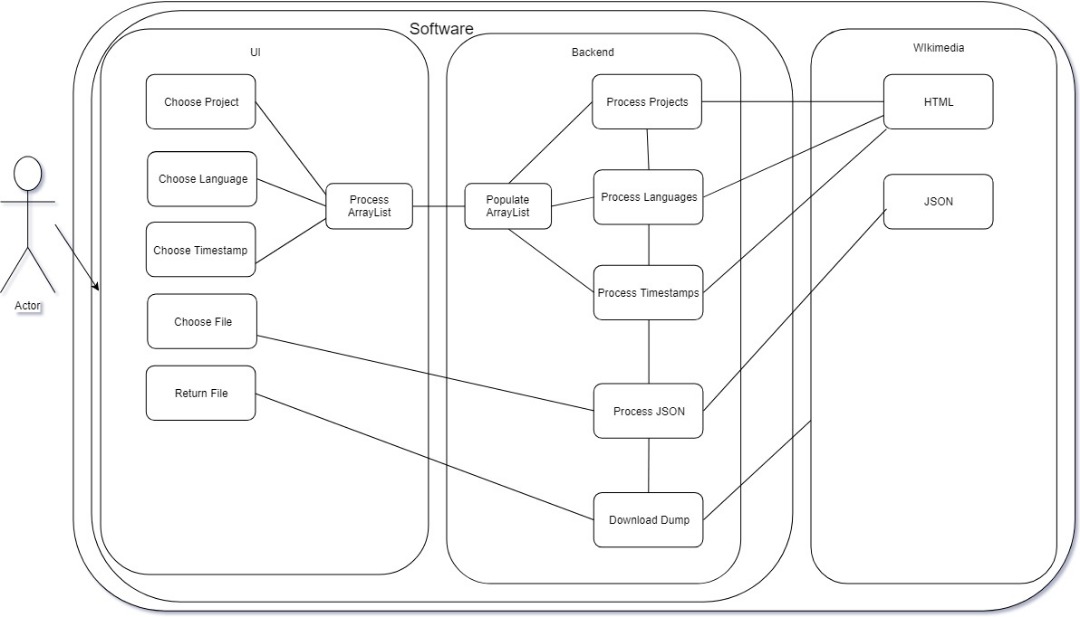 Software
UI
Backend
WIkimedia
Choose Project
Process Projects
HTML
Choose Language
Process
ArrayList
Populate
ArrayList
Process Languages
JSON
Choose Timestamp
Process Timestamps
Actor
Choose File
Return File
Process JSON
Download Dump